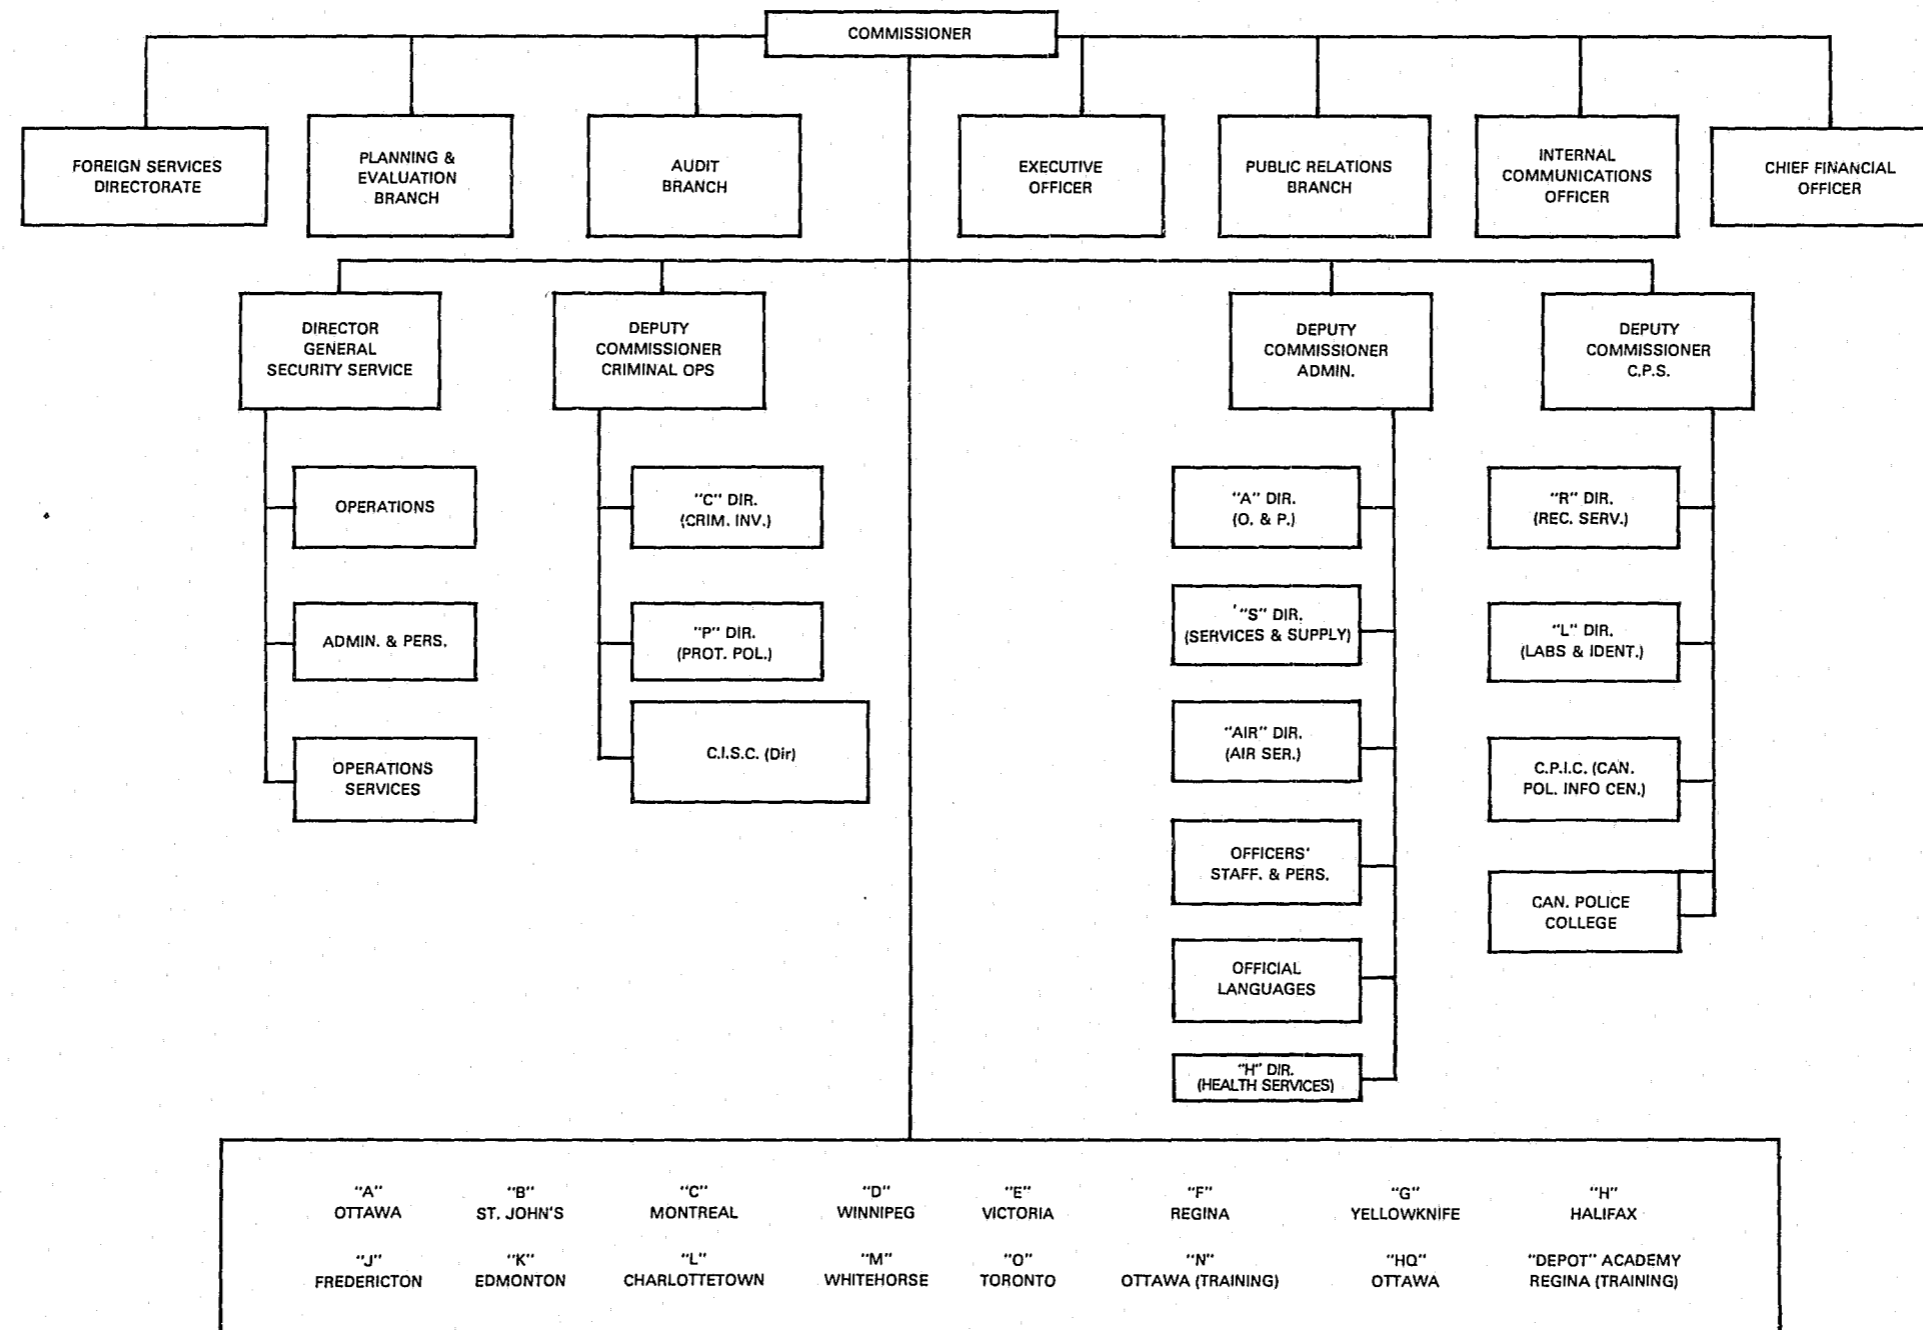 COMMISSIONER
FOREIGN SERVICES
DIRECTORATE
PLANNING &
EVALUATION
BRANCH
AUDIT
BRANCH
EXECUTIVE
OFFICER
PUBLIC RELATIONS
BRANCH
INTERNAL
COMMUNICATIONS
OFFICER
CHIEF FINANCIAL
OFFICER
DIRECTOR
GENERAL
SECURITY SERVICE
DEPUTY
COMMISSIONER
CRIMINAL OPS
DEPUTY
COMMISSIONER
ADMIN.
DEPUTY
COMMISSIONER
C.P.S.
OPERATIONS
ADMIN. & PERS.
OPERATIONS
SERVICES
"C" DIR.
(CRIM. INV.)
"P" DIR.
(PROT. POL.)
C.I.S.C. (Dir)
"A" DIR.
(O. & P.)
"S" DIR.
(SERVICES & SUPPLY)
"AIR" DIR.
(AIR SER.)
OFFICERS'
STAFF. & PERS.
OFFICIAL
LANGUAGES
"H" DIR.
(HEALTH SERVICES)
"R" DIR.
(REC. SERV.)
"L" DIR.
(LABS & IDENT.)
C.P.I.C. (CAN.
POL. INFO CEN.)
CAN. POLICE
COLLEGE
"A" "B" "C" "D" "E" "F" "G" "H"
OTTAWA ST. JOHN'S MONTREAL WINNIPEG VICTORIA REGINA YELLOWKNIFE HALIFAX
"J" "K" "L" "M" "O" "N" "HQ" "DEPOT" ACADEMY
FREDERICTON EDMONTON CHARLOTTETOWN WHITEHORSE TORONTO OTTAWA (TRAINING) OTTAWA REGINA (TRAINING)